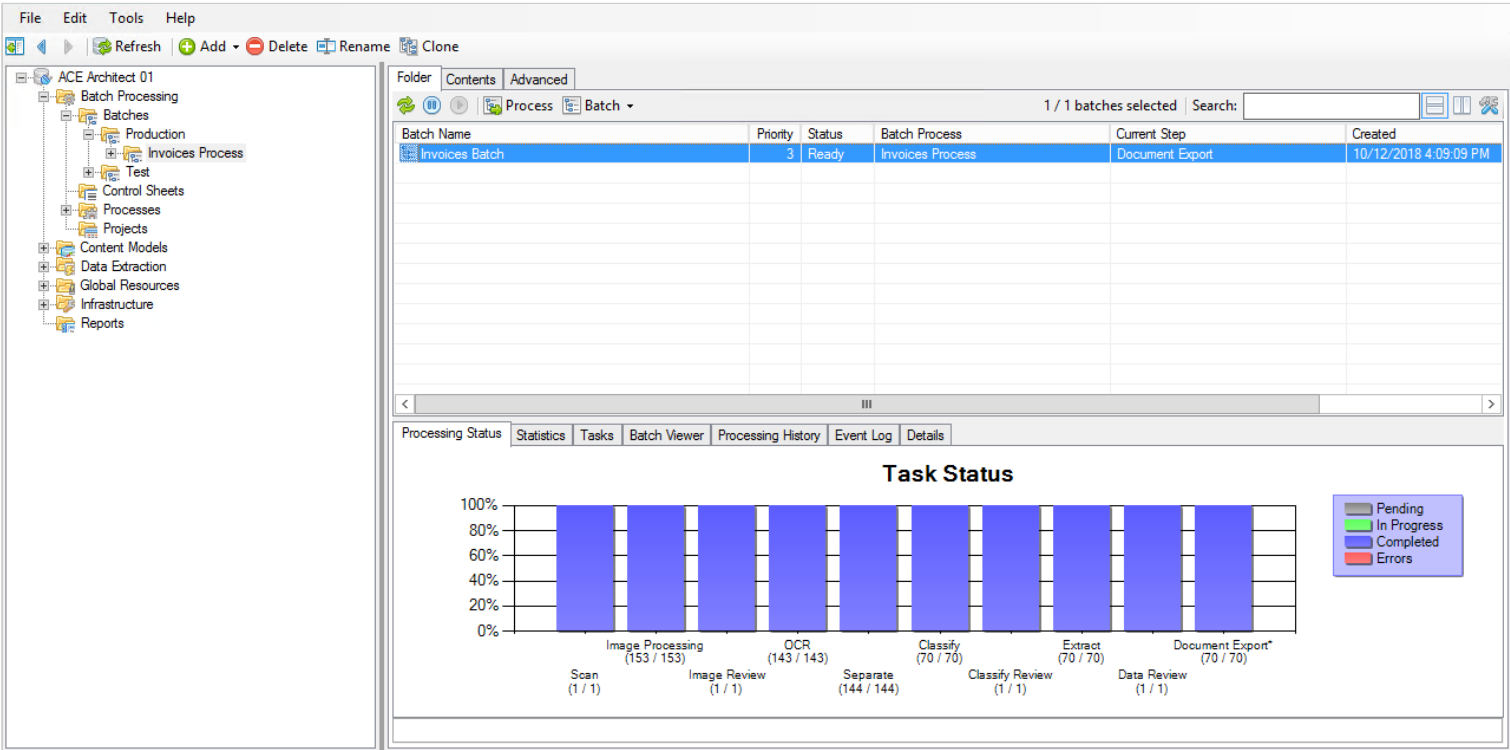 File Edit Tools Help
Refresh Add Delete Rename Clone
ACE Architect 01
Batch Processing
Batches
Production
Invoices Process
Test
Control Sheets
Processes
Projects
Content Models
Data Extraction
Global Resources
Infrastructure
Reports
Folder Contents Advanced
Process Batch 1 / 1 batches selected Search:
Batch Name Priority Status Batch Process Current Step Created
Invoices Batch 3 Ready Invoices Process Document Export 10/12/2018 4:09:09 PM
Processing Status Statistics Tasks Batch Viewer Processing History Event Log Details
Task Status
100%
80%
60%
40%
20%
0%
Scan
(1 / 1)
Image Processing
(153 / 153)
Image Review
(1 / 1)
OCR
(143 / 143)
Separate
(144 / 144)
Classify
(70 / 70)
Classify Review
(1 / 1)
Extract
(70 / 70)
Data Review
(1 / 1)
Document Export*
(70 / 70)
Pending
In Progress
Completed
Errors